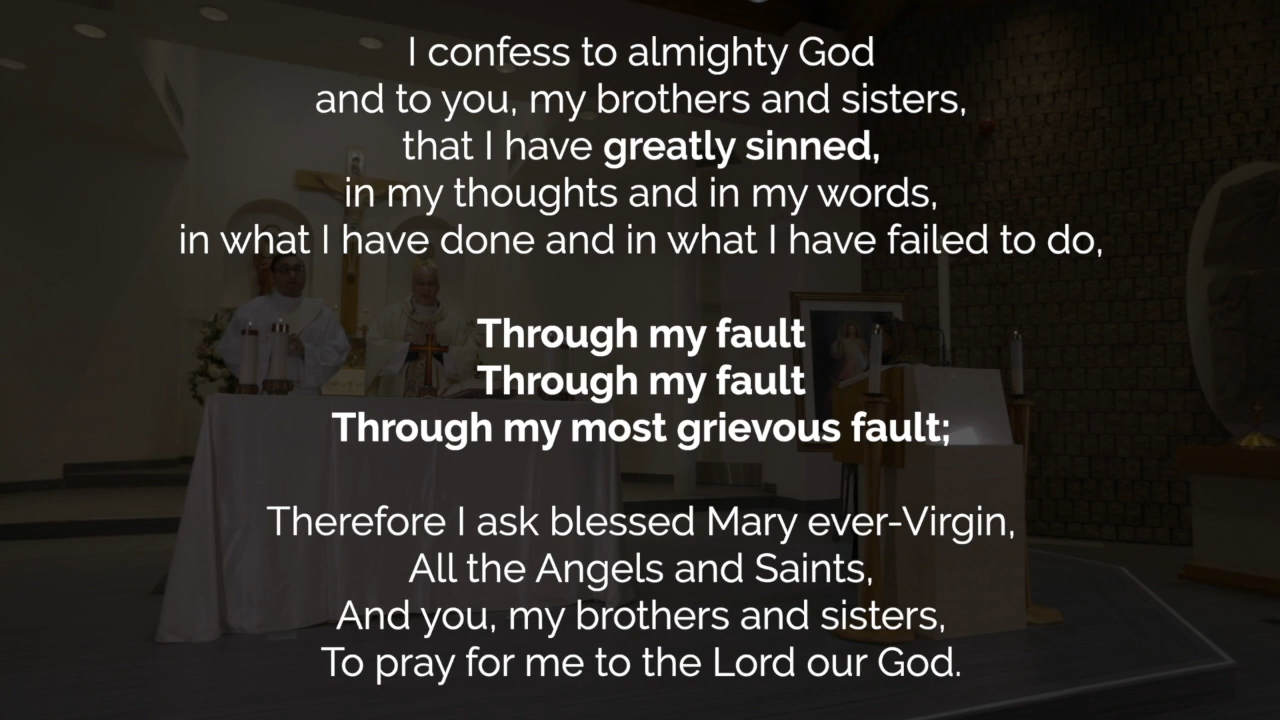 I confess to almighty God
and to you, my brothers and sisters,
that I have greatly sinned,
in my thoughts and in my words,
in what I have done and in what I have failed to do,
Through my fault
Through my fault
Through my most grievous fault;
Therefore I ask blessed Mary ever-Virgin,
All the Angels and Saints,
And you, my brothers and sisters,
To pray for me to the Lord our God.